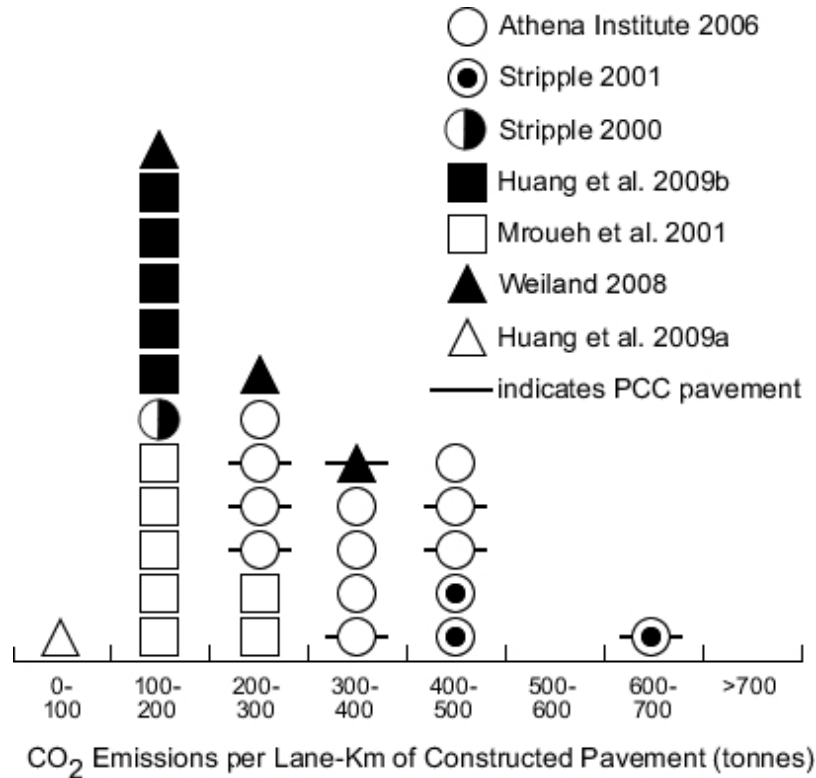 Athena Institute 2006
Stripple 2001
Stripple 2000
Huang et al. 2009b
Mroueh et al. 2001
Weiland 2008
Huang et al. 2009a
indicates PCC pavement
0-
100
100-
200
200-
300
300-
400
400-
500
500-
600
600-
700
>700
CO2 Emissions per Lane-Km of Constructed Pavement (tonnes)